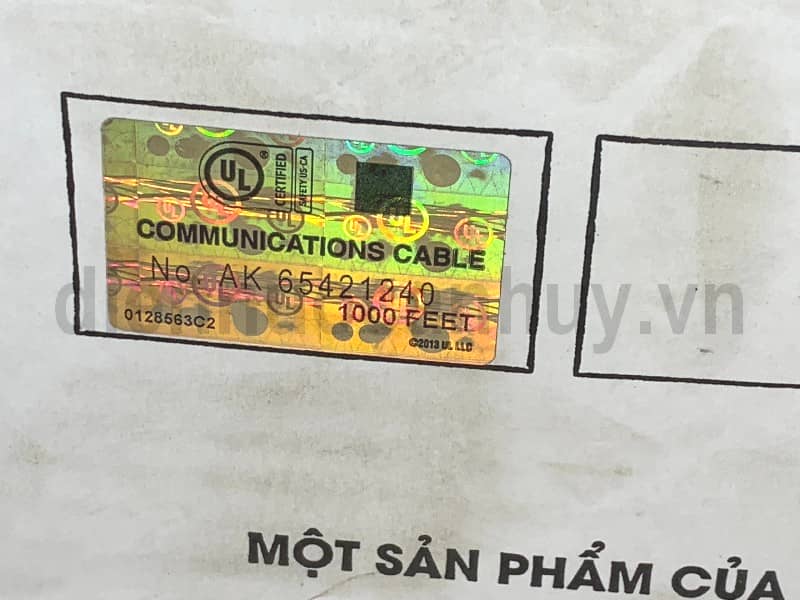 UL
®
CERTIFIED
SAFETY US-CA
COMMUNICATIONS CABLE
No. AK 65421240
0128563C2
1000 FEET
©2013 UL LLC
MỘT SẢN PHẨM CỦA